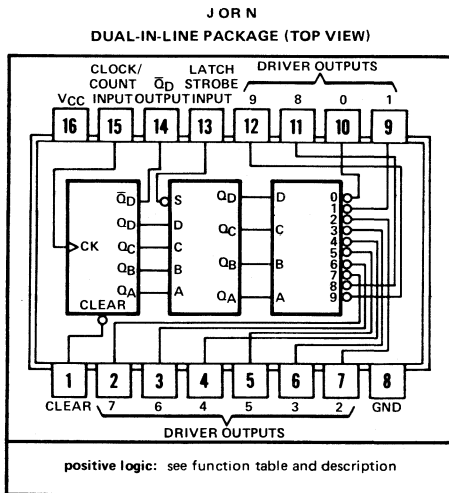 J OR N
DUAL-IN-LINE PACKAGE (TOP VIEW)
DRIVER OUTPUTS
CLOCK/ LATCH
COUNT Q̅D STROBE
VCC INPUT OUTPUT INPUT 9 8 0 1
16 15 14 13 12 11 10 9
Q̅D S QD D 0
1
QD D 2
QC C 3
CK QC C 4
5
QB B QB B 6
7
QA A QA A 8
9
CLEAR
1 2 3 4 5 6 7 8
CLEAR 7 6 4 5 3 2 GND
DRIVER OUTPUTS
positive logic: see function table and description